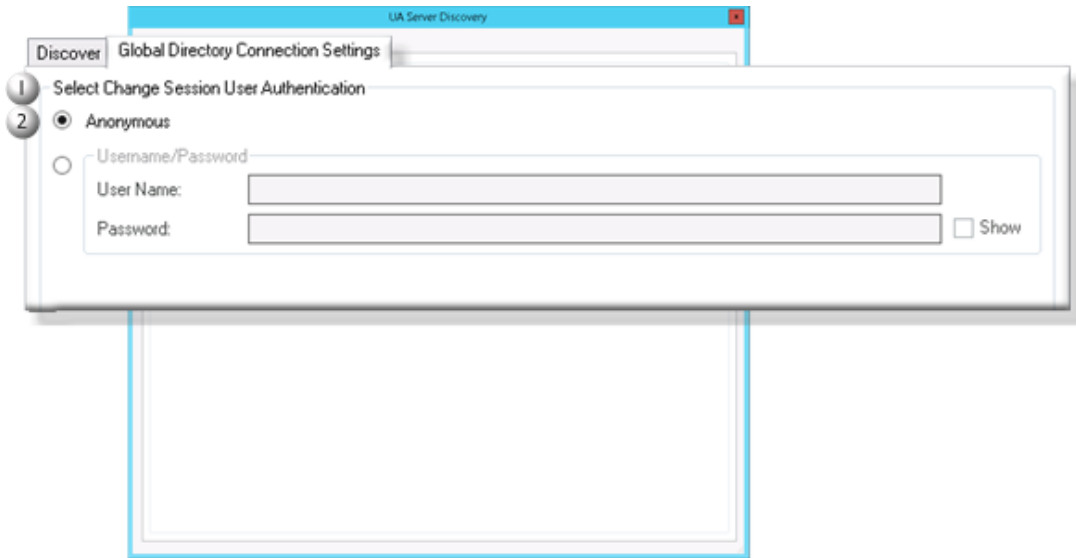 UA Server Discovery
x
Discover
Global Directory Connection Settings
1
Select Change Session User Authentication
2
Anonymous
Username/Password
User Name:
Password:
Show